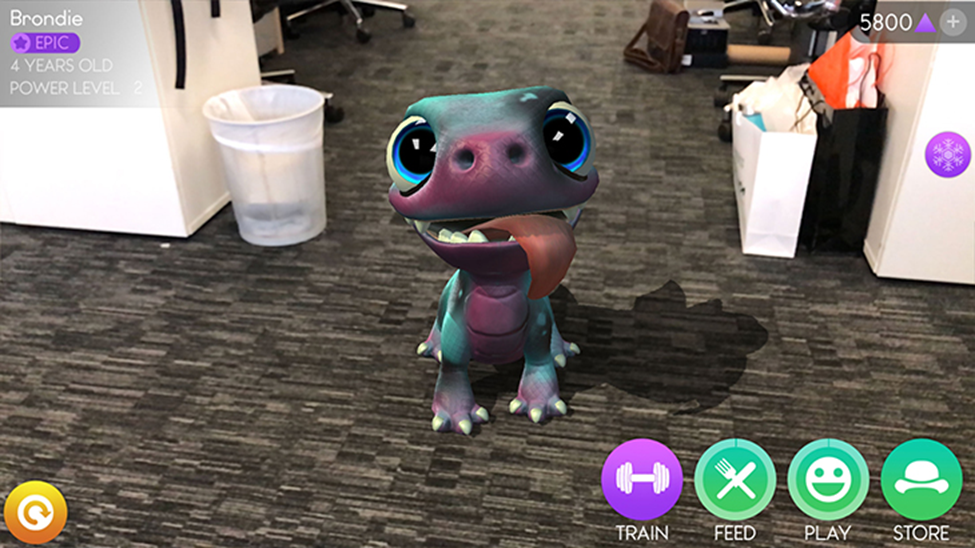 Brondie
EPIC
4 YEARS OLD
POWER LEVEL 2
5800
TRAIN
FEED
PLAY
STORE